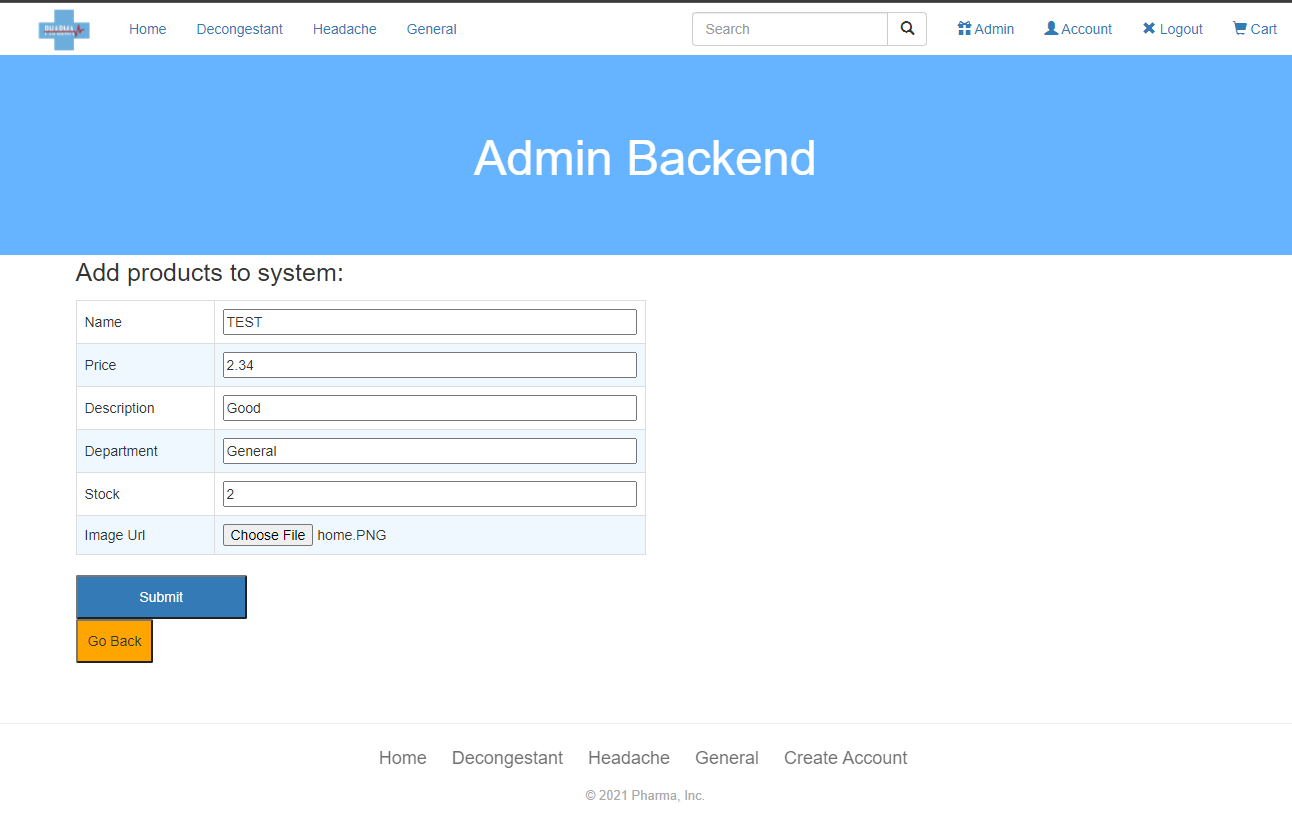 PHARMA Home Decongestant Headache General Search Admin Account Logout Cart
Admin Backend
Add products to system:
Name TEST
Price 2.34
Description Good
Department General
Stock 2
Image Url Choose File home.PNG
Submit
Go Back
Home Decongestant Headache General Create Account
© 2021 Pharma, Inc.